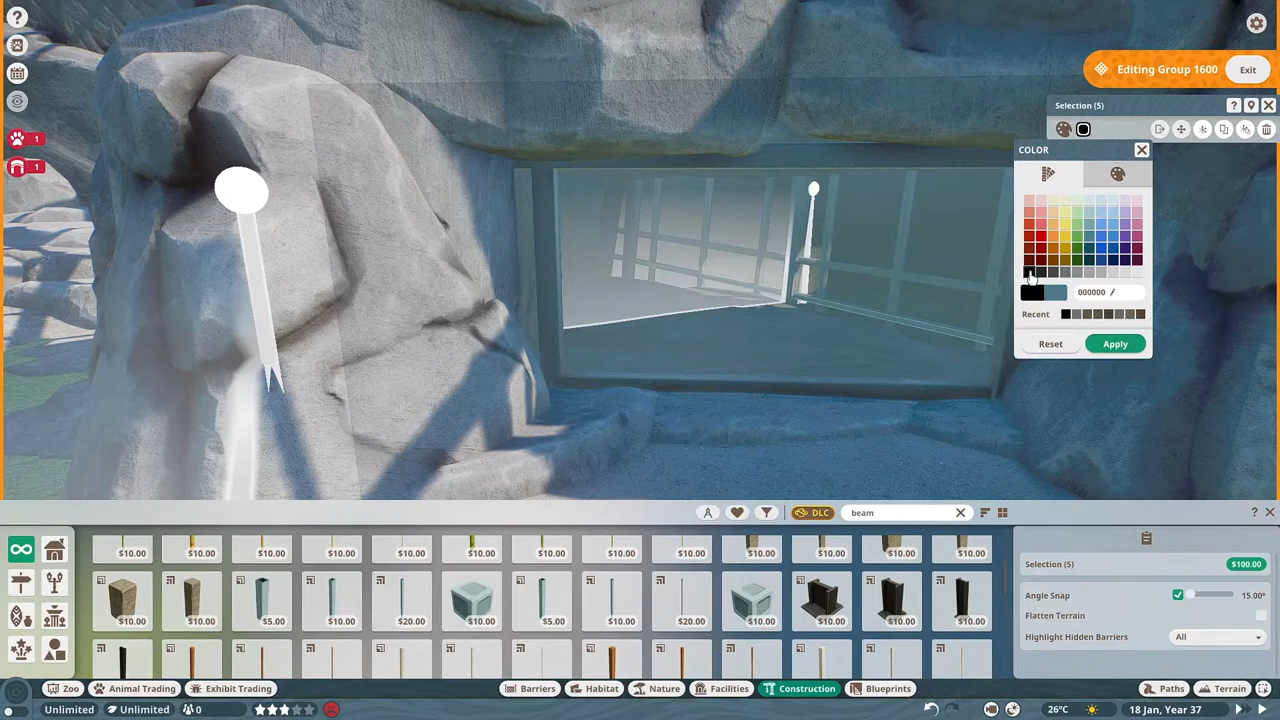 ?
Editing Group 1600
Exit
Selection (5)
?
COLOR
1
1
000000 /
Recent
Reset
Apply
DLC
beam
?
$10.00 $10.00 $10.00 $10.00 $10.00 $10.00 $10.00 $10.00 $10.00 $10.00 $10.00 $10.00 $10.00
$10.00 $10.00 $5.00 $10.00 $10.00 $10.00 $5.00 $10.00 $20.00 $10.00 $10.00 $10.00 $10.00
Selection (5)
$100.00
Angle Snap
15.00°
Flatten Terrain
Highlight Hidden Barriers
All
Zoo
Animal Trading
Exhibit Trading
Barriers
Habitat
Nature
Facilities
Construction
Blueprints
Paths
Terrain
Unlimited
Unlimited
0
26°C
18 Jan, Year 37